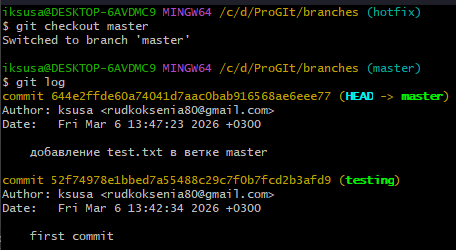 iksusa@DESKTOP-6AVDMC9 MINGW64 /c/d/ProGIt/branches (hotfix)
$ git checkout master
Switched to branch 'master'

iksusa@DESKTOP-6AVDMC9 MINGW64 /c/d/ProGIt/branches (master)
$ git log
commit 644e2ffde60a74041d7aac0bab916568ae6eee77 (HEAD -> master)
Author: ksusa <rudkoksenia80@gmail.com>
Date:   Fri Mar 6 13:47:23 2026 +0300

    добавление test.txt в ветке master

commit 52f74978e1bbed7a55488c29c7f0b7fcd2b3afd9 (testing)
Author: ksusa <rudkoksenia80@gmail.com>
Date:   Fri Mar 6 13:42:34 2026 +0300

    first commit